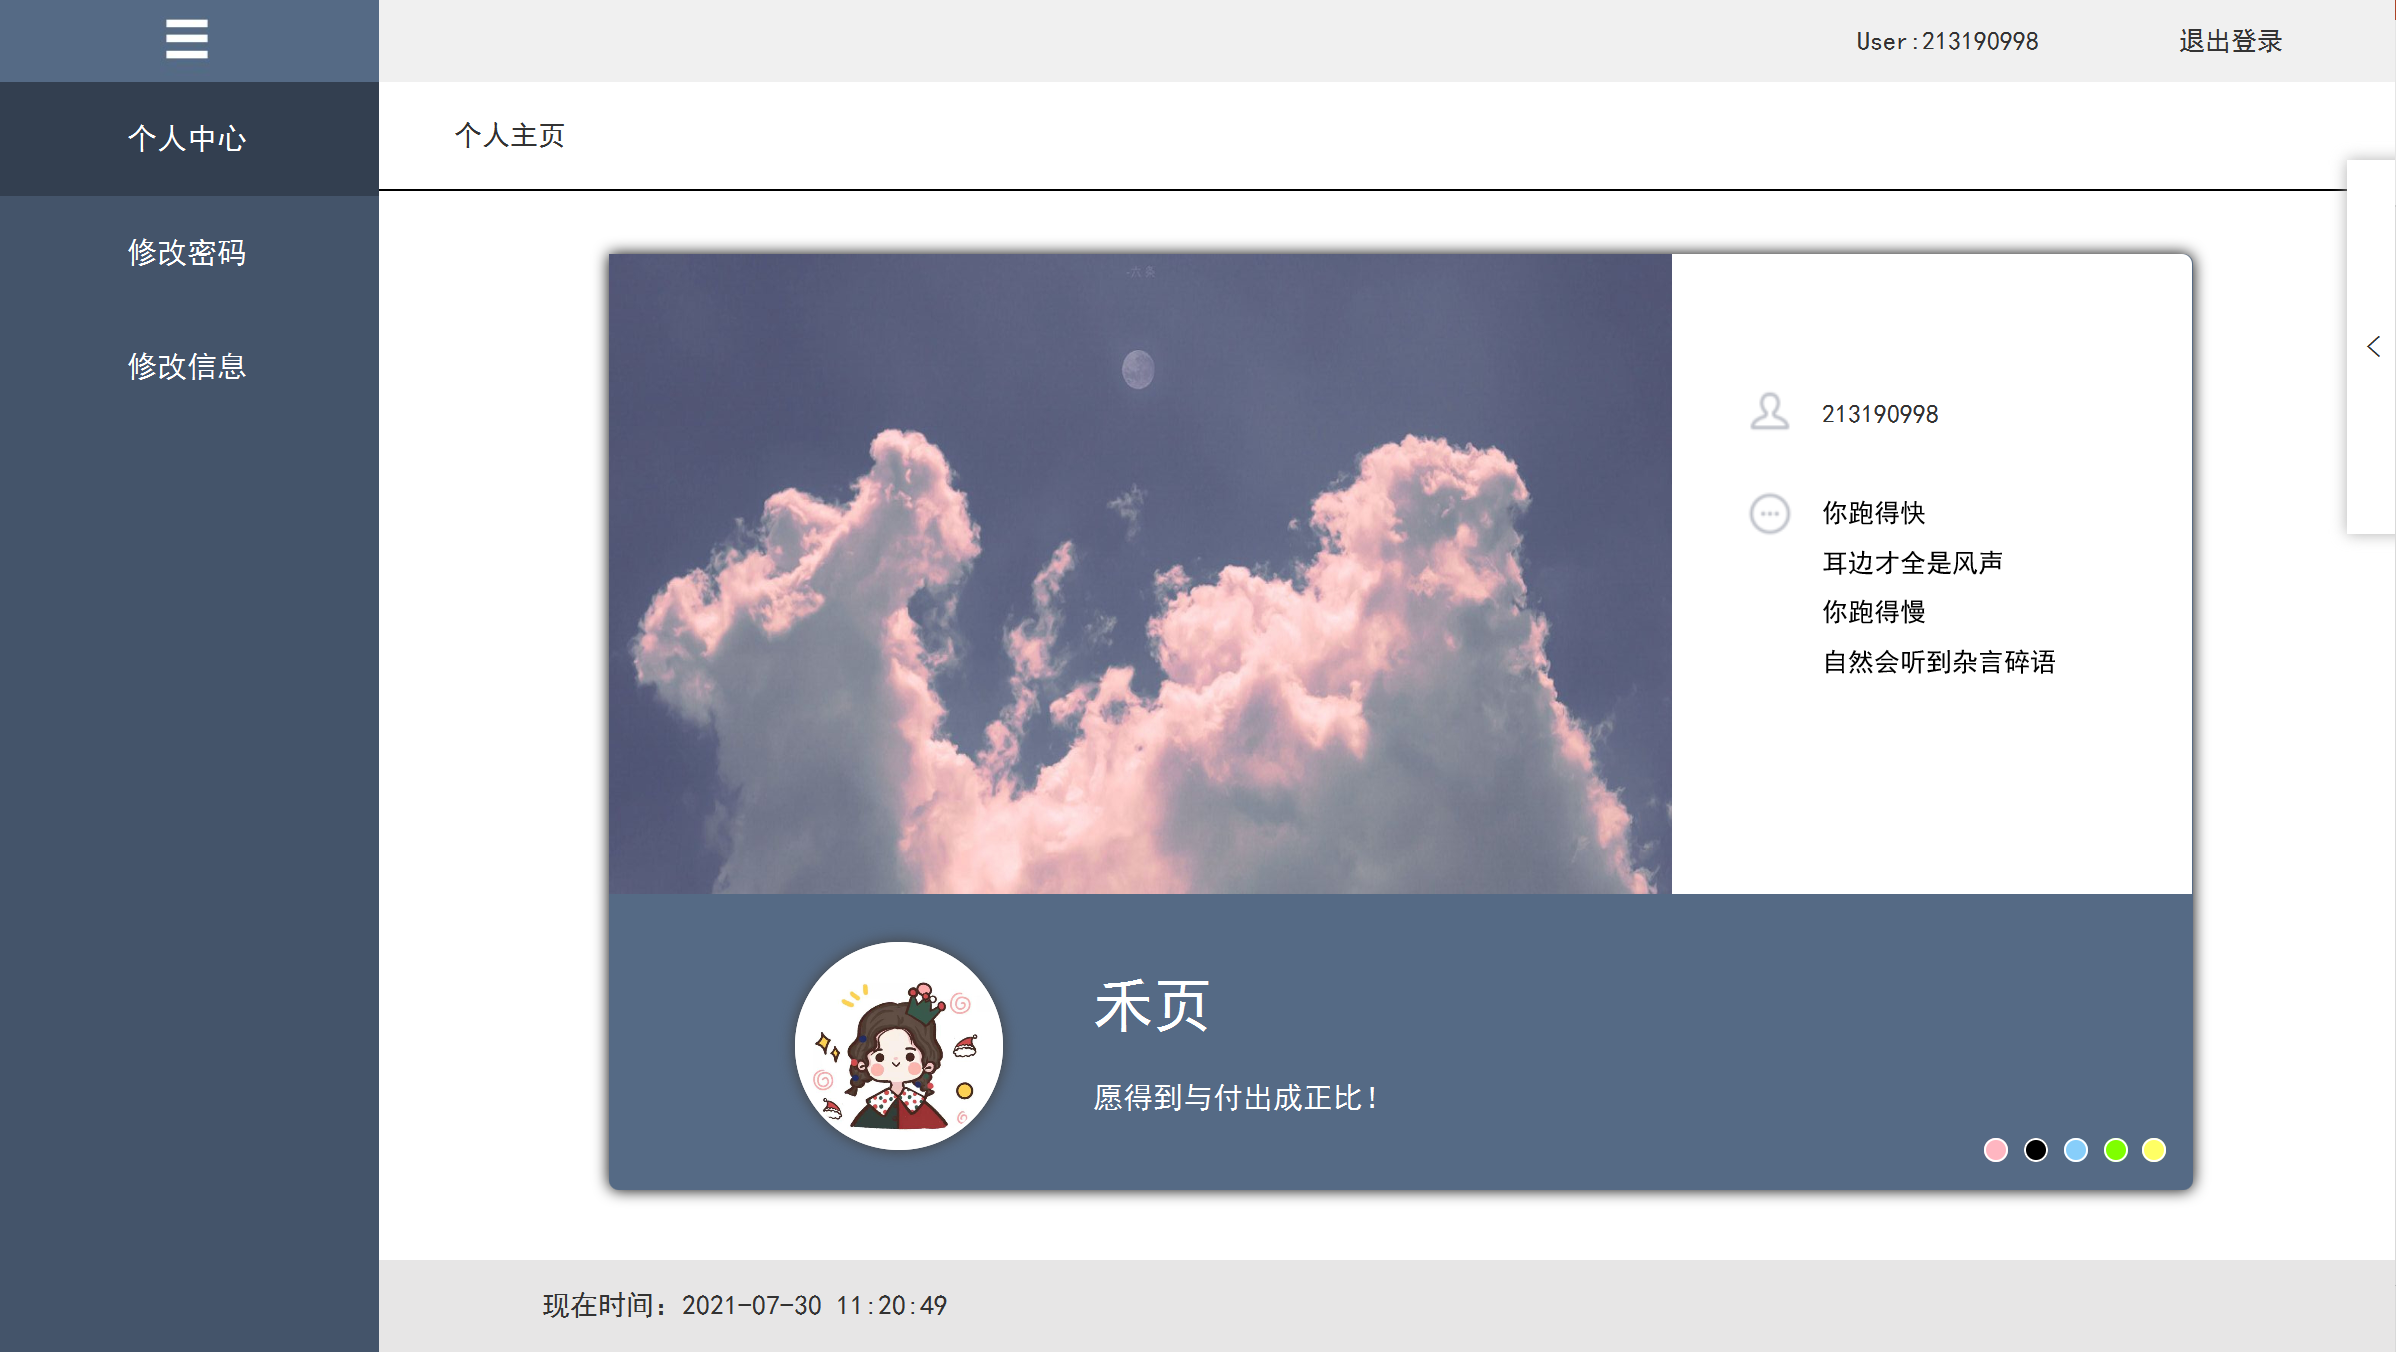 User:213190998
退出登录
个人中心
修改密码
修改信息
个人主页
213190998
你跑得快
耳边才全是风声
你跑得慢
自然会听到杂言碎语
禾页
愿得到与付出成正比！
现在时间：2021-07-30 11:20:49